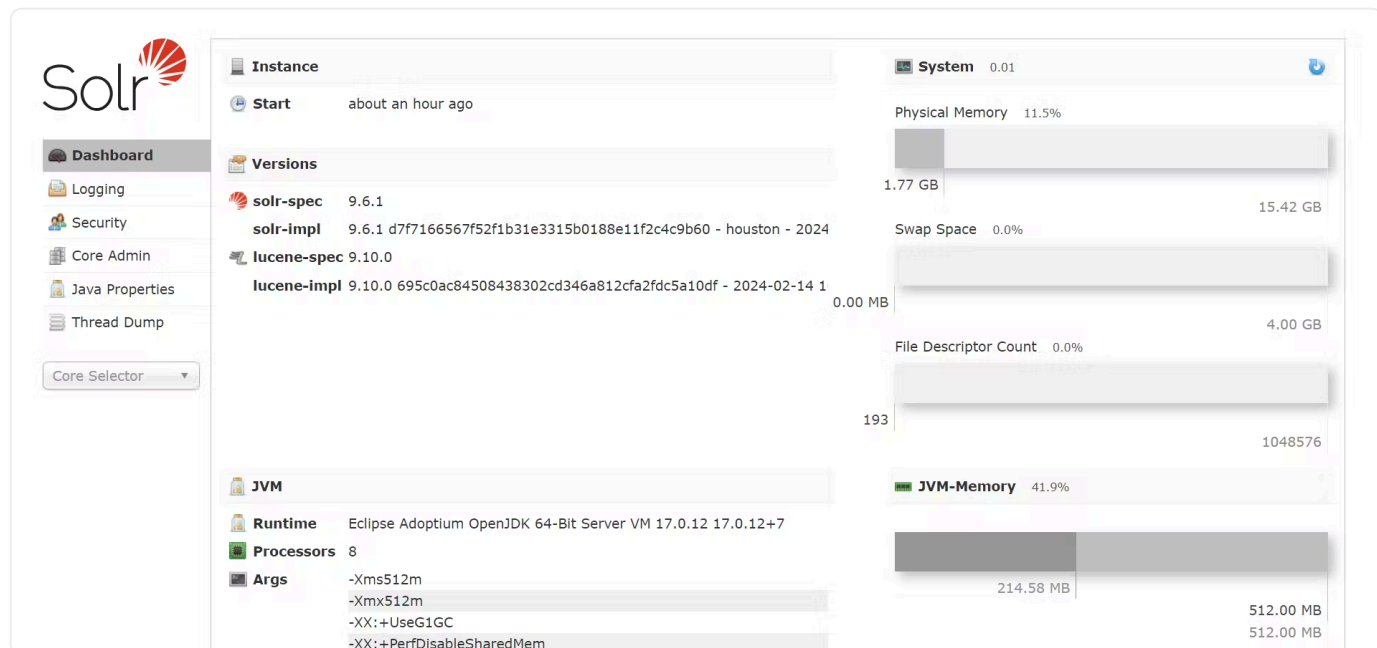 Solr
Dashboard
Logging
Security
Core Admin
Java Properties
Thread Dump
Core Selector
Instance
Start about an hour ago
Versions
solr-spec 9.6.1
solr-impl 9.6.1 d7f7166567f52f1b31e3315b0188e11f2c4c9b60 - houston - 2024
lucene-spec 9.10.0
lucene-impl 9.10.0 695c0ac84508438302cd346a812cfa2fdc5a10df - 2024-02-14 1
JVM
Runtime Eclipse Adoptium OpenJDK 64-Bit Server VM 17.0.12 17.0.12+7
Processors 8
Args -Xms512m
-Xmx512m
-XX:+UseG1GC
-XX:+PerfDisableSharedMem
System 0.01
Physical Memory 11.5%
1.77 GB
15.42 GB
Swap Space 0.0%
0.00 MB
4.00 GB
File Descriptor Count 0.0%
193
1048576
JVM-Memory 41.9%
214.58 MB
512.00 MB
512.00 MB